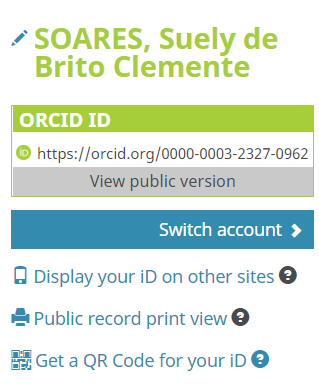 SOARES, Suely de
Brito Clemente
ORCID ID
iD https://orcid.org/0000-0003-2327-0962
View public version
Switch account
Display your iD on other sites ?
Public record print view ?
Get a QR Code for your iD ?